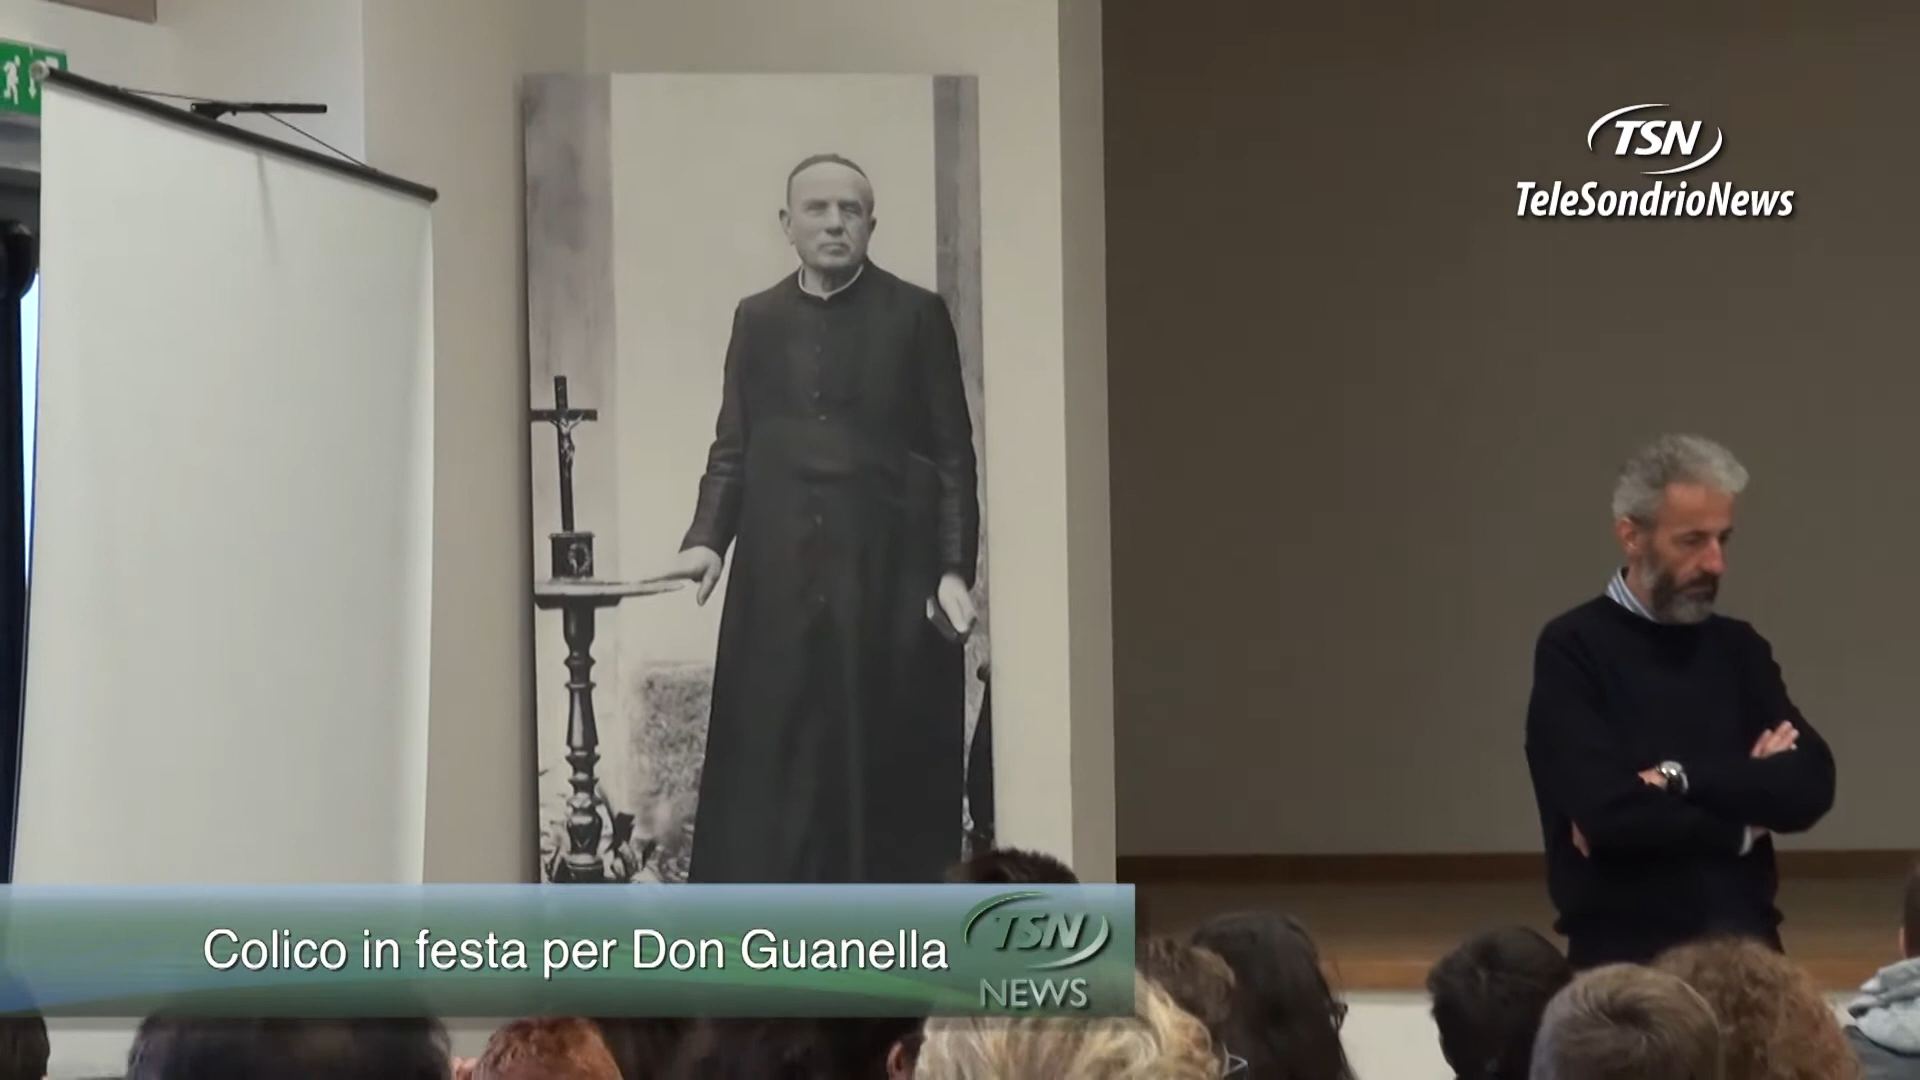 TSN
TeleSondrioNews
Colico in festa per Don Guanella
TSN
NEWS